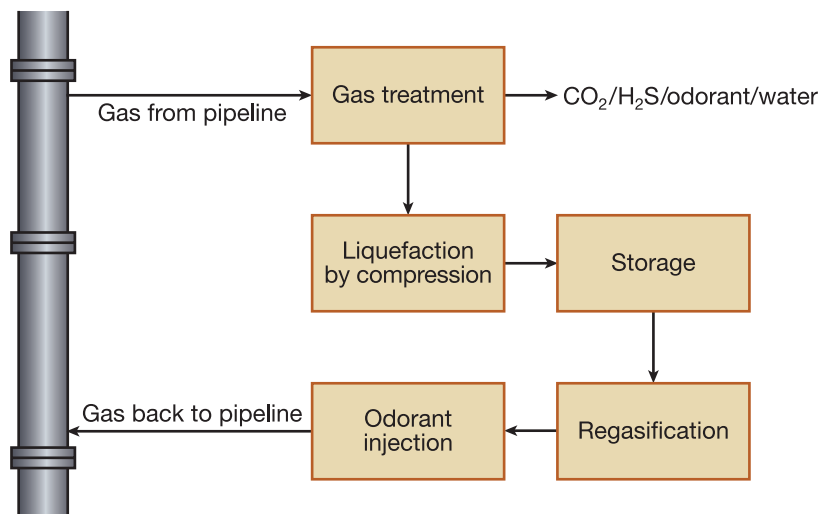 Gas treatment
CO₂/H₂S/odorant/water
Gas from pipeline
Liquefaction
by compression
Storage
Gas back to pipeline
Odorant
injection
Regasification